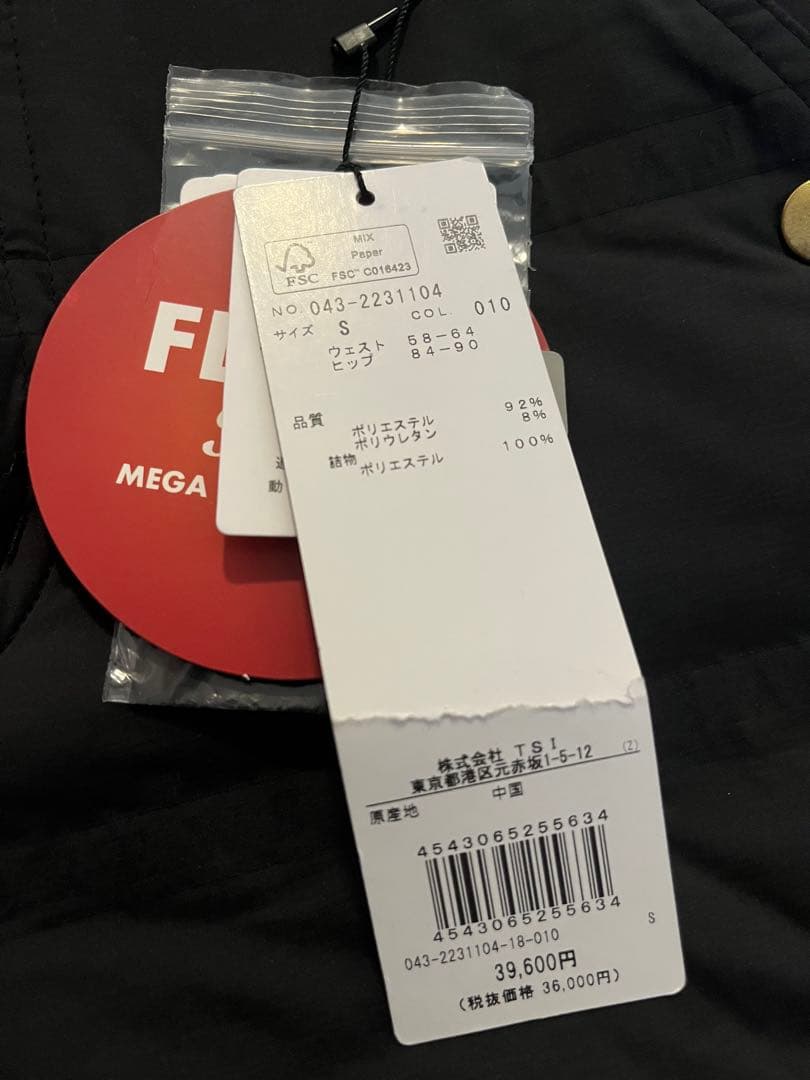 MIX
Paper
FSC
FSC™ C016423
NO. 043-2231104
サイズ S COL. 010
ウェスト 58-64
ヒップ 84-90
品質
ポリエステル 92%
ポリウレタン 8%
詰物
ポリエステル 100%
MEGA
動
株式会社 TSI
東京都港区元赤坂1-5-12 (Z)
原産地 中国
4543065255634
4543065255634
043-2231104-18-010 S
39,600円
(税抜価格 36,000円)